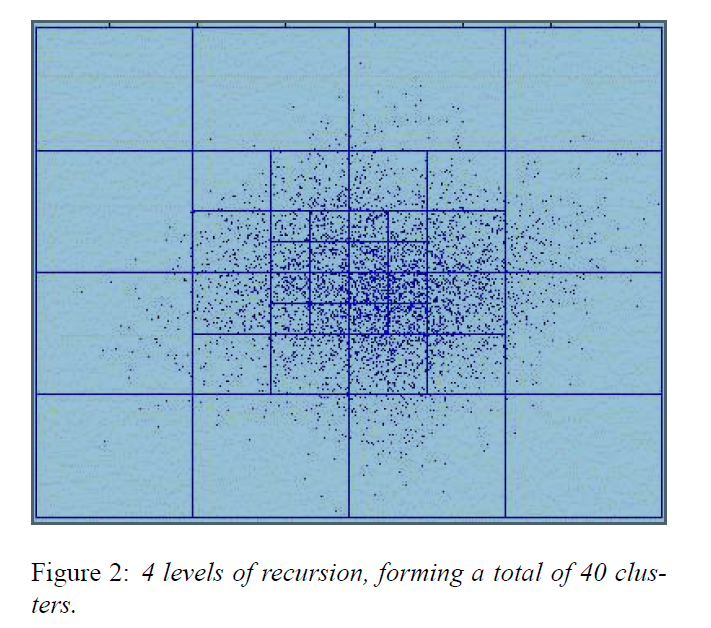 Figure 2: 4 levels of recursion, forming a total of 40 clus-
ters.